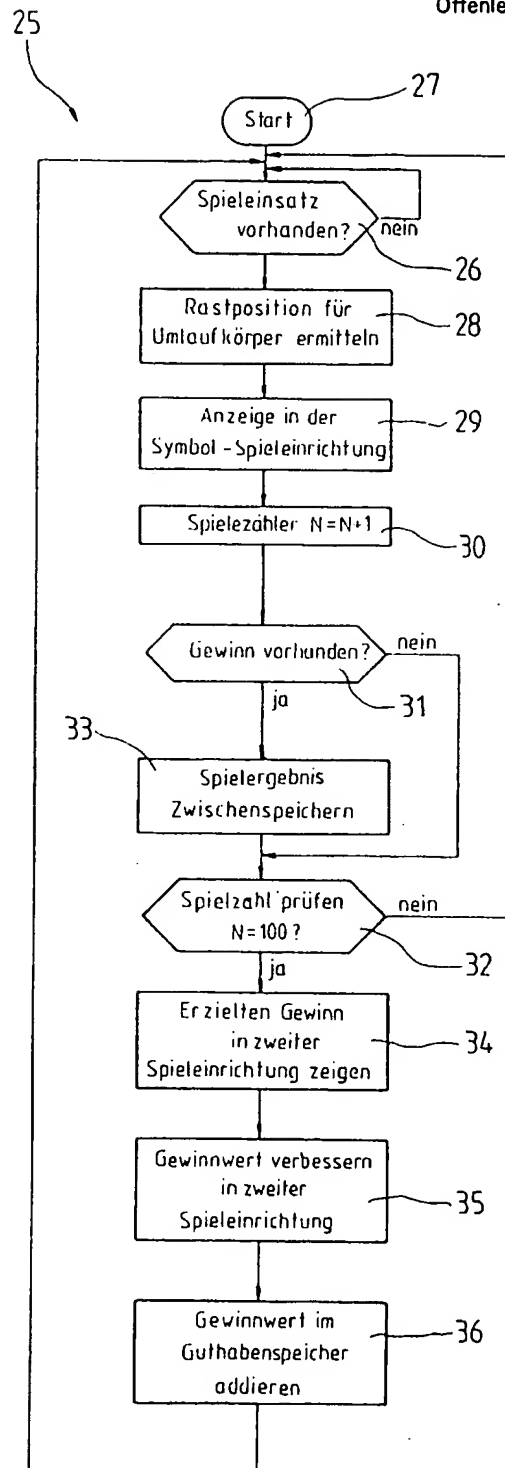 Offenle
25
27
Start
Spieleinsatz
vorhanden?
nein
26
Rastposition für
Umlaufkörper ermitteln
28
Anzeige in der
Symbol-Spieleinrichtung
29
Spielezähler N=N+1
30
Gewinn vorhanden?
nein
31
ja
33
Spielergebnis
Zwischenspeichern
Spielzahl prüfen
N=100?
nein
32
ja
Erzielten Gewinn
in zweiter
Spieleinrichtung zeigen
34
Gewinnwert verbessern
in zweiter
Spieleinrichtung
35
Gewinnwert im
Guthabenspeicher
addieren
36